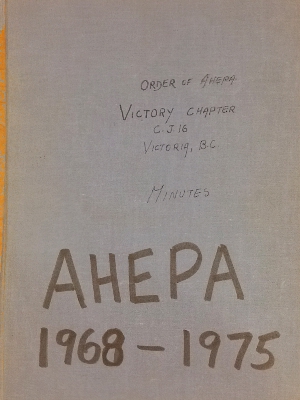 ORDER OF AHEPA
VICTORY CHAPTER
C.J 16
VICTORIA, B.C
MINUTES
AHEPA
1968 - 1975